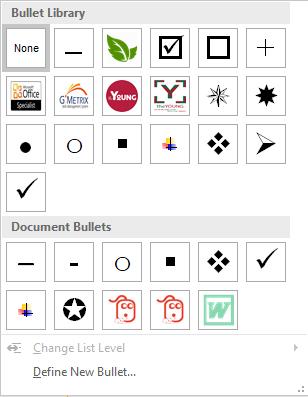 Bullet Library
None
Microsoft
Office
Specialist
G*METRIX
YOUNG
Y
theYOUNG
Document Bullets
W
Change List Level
Define New Bullet...